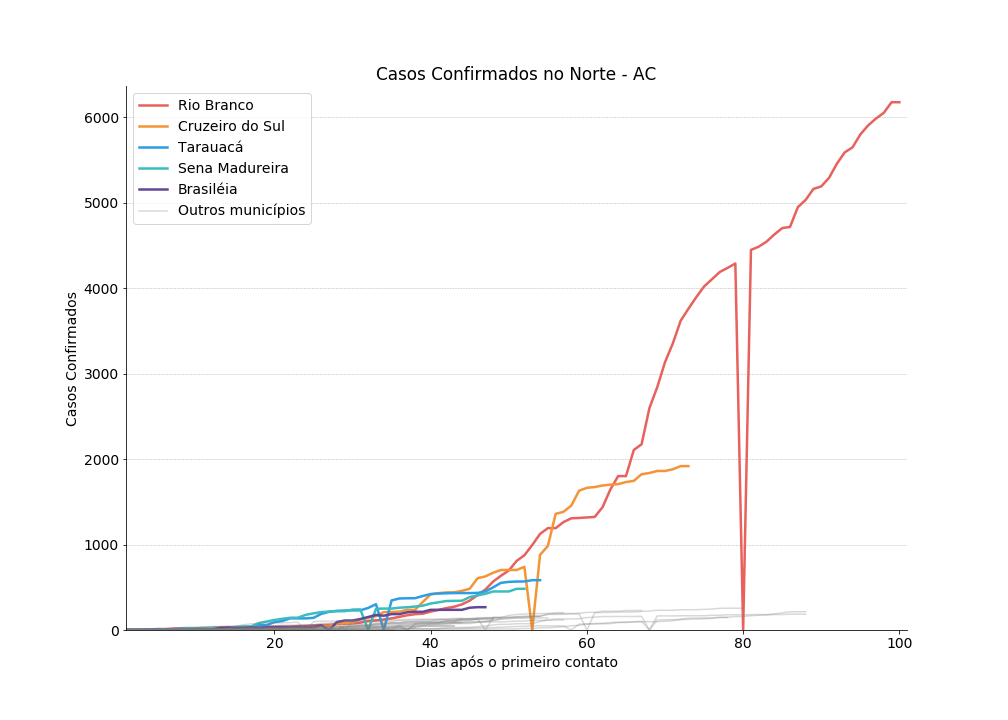 Casos Confirmados no Norte - AC
Rio Branco
Cruzeiro do Sul
Tarauacá
Sena Madureira
Brasiléia
Outros municípios
Casos Confirmados
6000
5000
4000
3000
2000
1000
0
20
40
60
80
100
Dias após o primeiro contato